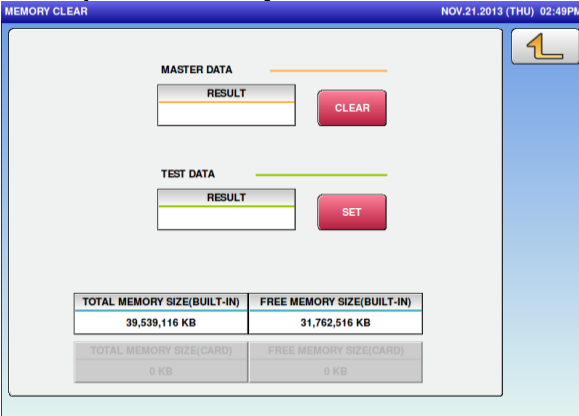 MEMORY CLEAR NOV.21.2013 (THU) 02:49PM
MASTER DATA
RESULT
CLEAR
TEST DATA
RESULT
SET
TOTAL MEMORY SIZE(BUILT-IN) FREE MEMORY SIZE(BUILT-IN)
39,539,116 KB 31,762,516 KB
TOTAL MEMORY SIZE(CARD) FREE MEMORY SIZE(CARD)
0 KB 0 KB